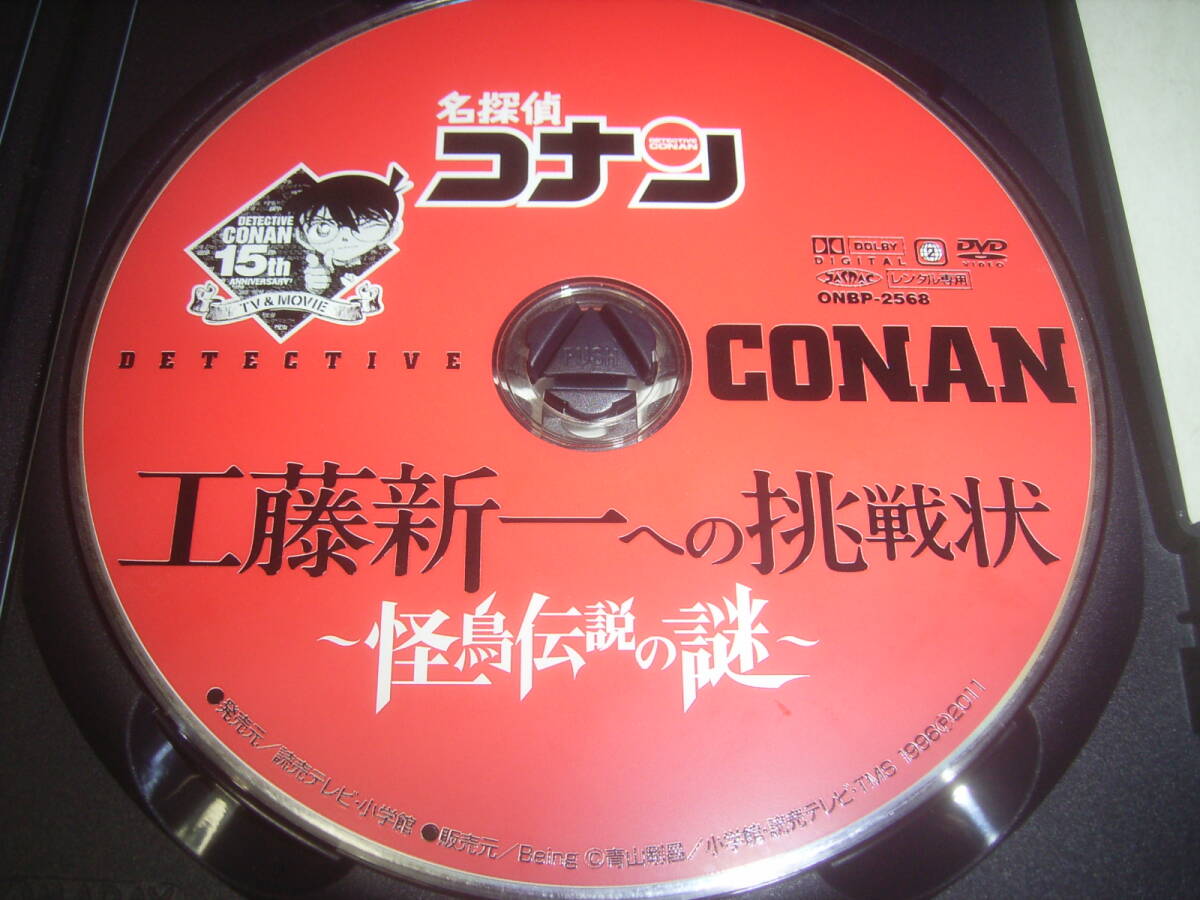 名探偵
コナン
DETECTIVE
CONAN
DETECTIVE
CONAN
15th
ANNIVERSARY
TV & MOVIE
DOLBY
DIGITAL
2
DVD
VIDEO
JASRAC
レンタル専用
ONBP-2568
PUSH
DETECTIVE CONAN
工藤新一への挑戦状
～怪鳥伝説の謎～
●発売元／読売テレビ・小学館 ●販売元／Being ©青山剛昌／小学館・読売テレビ・TMS 1996 Ⓟ2011